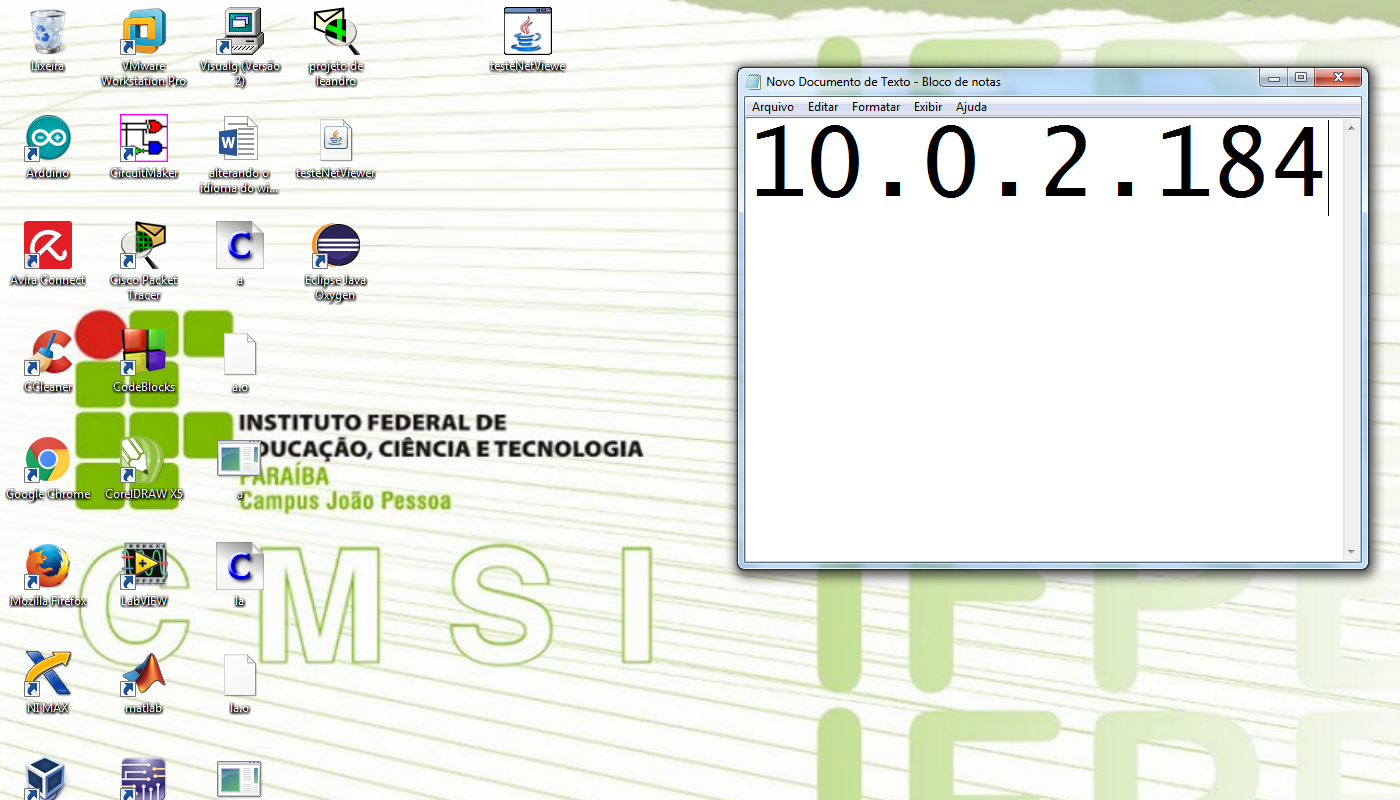 Lixeira
VMware
Workstation Pro
Visualg (Versão
2)
projeto de
leandro
testeNetViewe
Arduino
CircuitMaker
alterando o
idioma do wi...
testeNetViewer
Avira Connect
Cisco Packet
Tracer
a
Eclipse Java
Oxygen
CCleaner
CodeBlocks
a.o
Google Chrome
CorelDRAW X5
a
INSTITUTO FEDERAL DE
EDUCAÇÃO, CIÊNCIA E TECNOLOGIA
PARAÍBA
Campus João Pessoa
Mozilla Firefox
LabVIEW
la
C M S I
NI MAX
matlab
la.o
Novo Documento de Texto - Bloco de notas
Arquivo Editar Formatar Exibir Ajuda
10.0.2.184